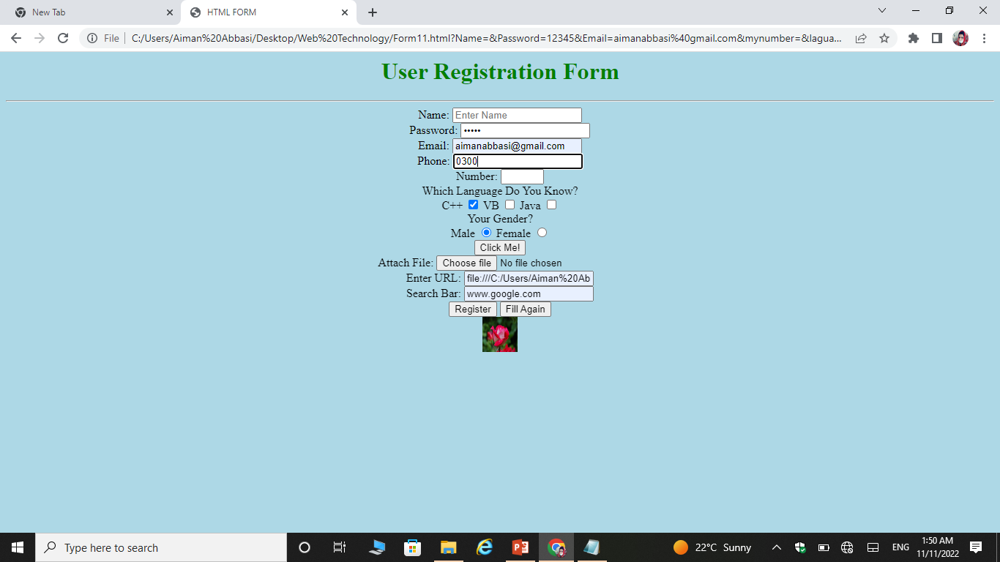 New Tab
HTML FORM
File
C:/Users/Aiman%20Abbasi/Desktop/Web%20Technology/Form11.html?Name=&Password=12345&Email=aimanabbasi%40gmail.com&mynumber=&lagua...
User Registration Form
Name: Enter Name
Password: •••••
Email: aimanabbasi@gmail.com
Phone: 0300
Number:
Which Language Do You Know?
C++ VB Java
Your Gender?
Male Female
Click Me!
Attach File: Choose file No file chosen
Enter URL: file:///C:/Users/Aiman%20Ab
Search Bar: www.google.com
Register Fill Again
Type here to search
22°C Sunny
ENG
1:50 AM
11/11/2022